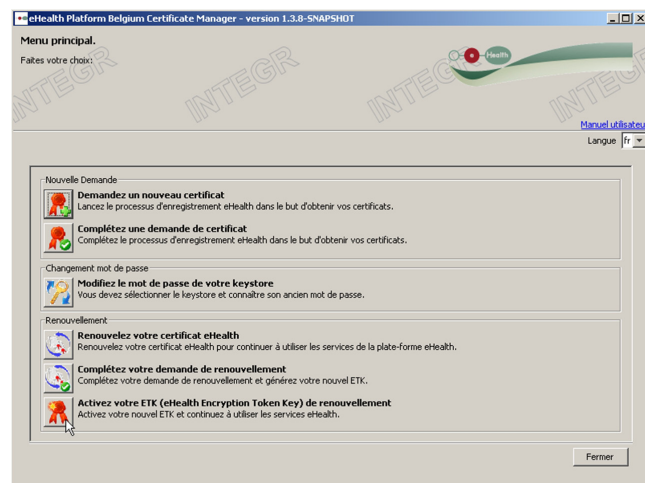 eHealth Platform Belgium Certificate Manager - version 1.3.8-SNAPSHOT
Menu principal.
Faites votre choix:
INTEGR INTEGR INTEGR INTEGR
Health
Manuel utilisateu
Langue fr
Nouvelle Demande
Demandez un nouveau certificat
Lancez le processus d'enregistrement eHealth dans le but d'obtenir vos certificats.
Complétez une demande de certificat
Complétez le processus d'enregistrement eHealth dans le but d'obtenir vos certificats.
Changement mot de passe
Modifiez le mot de passe de votre keystore
Vous devez sélectionner le keystore et connaître son ancien mot de passe.
Renouvellement
Renouvelez votre certificat eHealth
Renouvelez votre certificat eHealth pour continuer à utiliser les services de la plate-forme eHealth.
Complétez votre demande de renouvellement
Complétez votre demande de renouvellement et générez votre nouvel ETK.
Activez votre ETK (eHealth Encryption Token Key) de renouvellement
Activez votre nouvel ETK et continuez à utiliser les services eHealth.
Fermer